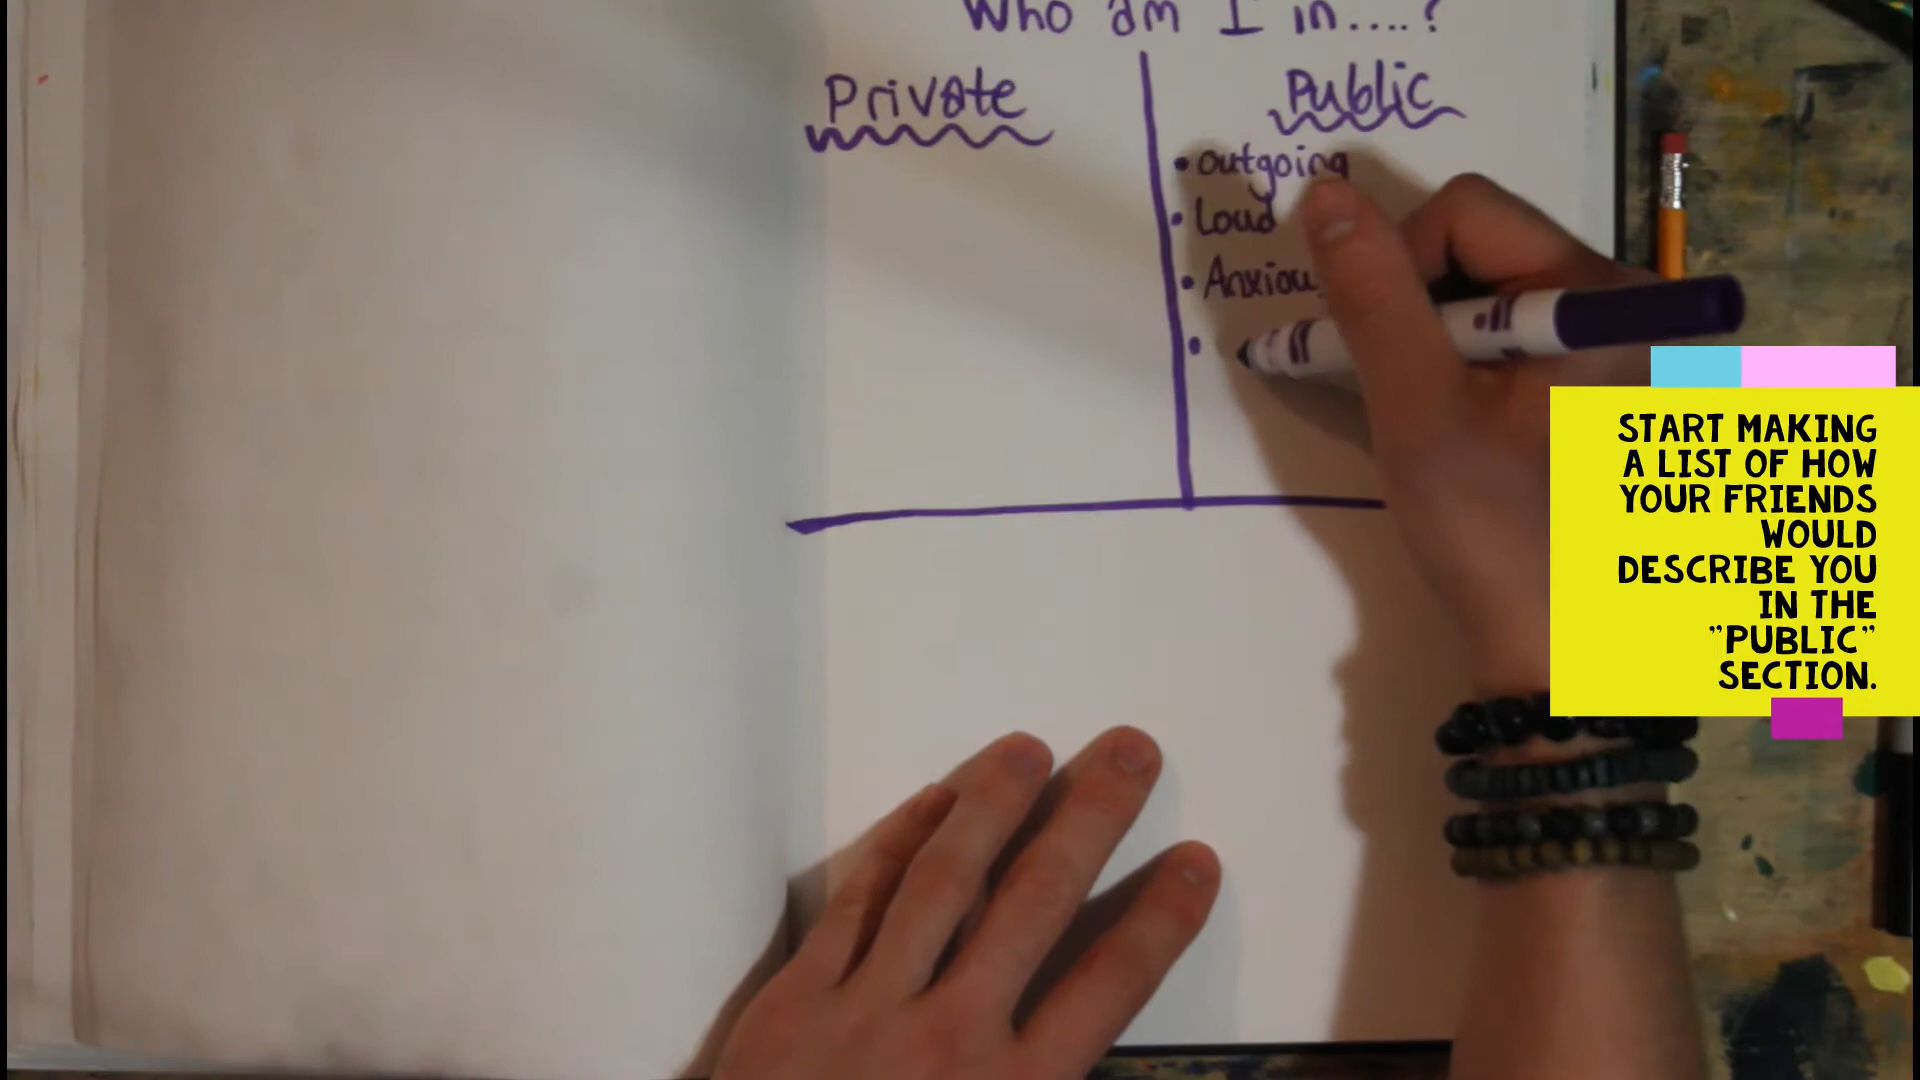 Who am I in....?
Private
Public
• outgoing
• Loud
• Anxious
•
START MAKING
A LIST OF HOW
YOUR FRIENDS
WOULD
DESCRIBE YOU
IN THE
”PUBLIC”
SECTION.